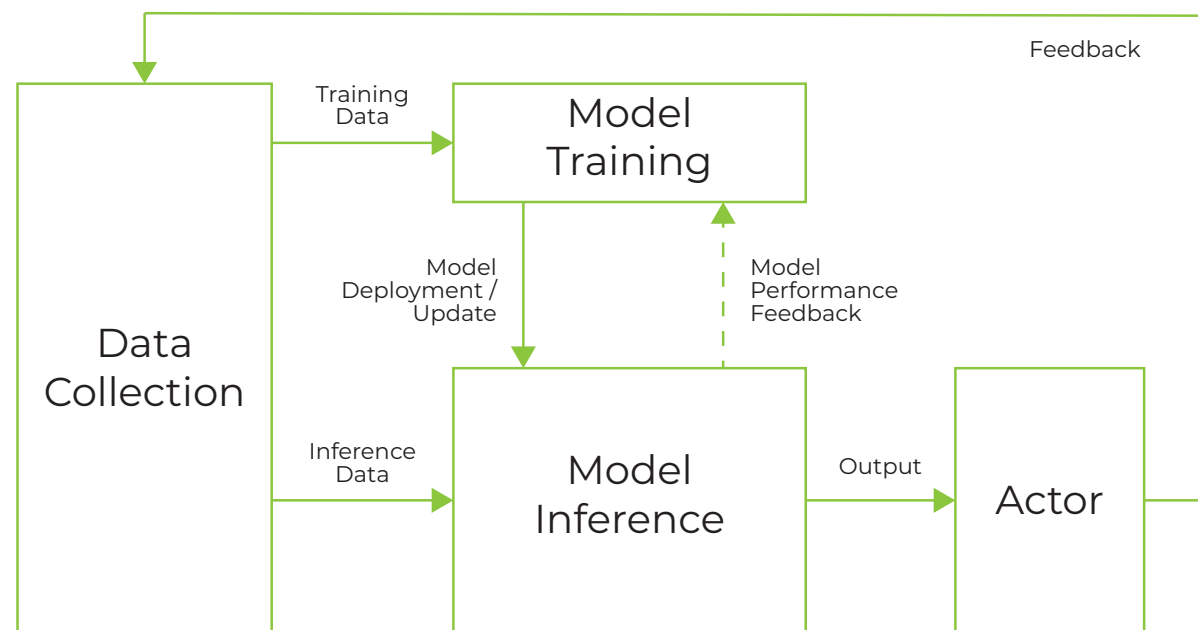 Feedback
Training
Data
Model
Training
Model
Deployment /
Update
Model
Performance
Feedback
Data
Collection
Inference
Data
Model
Inference
Output
Actor